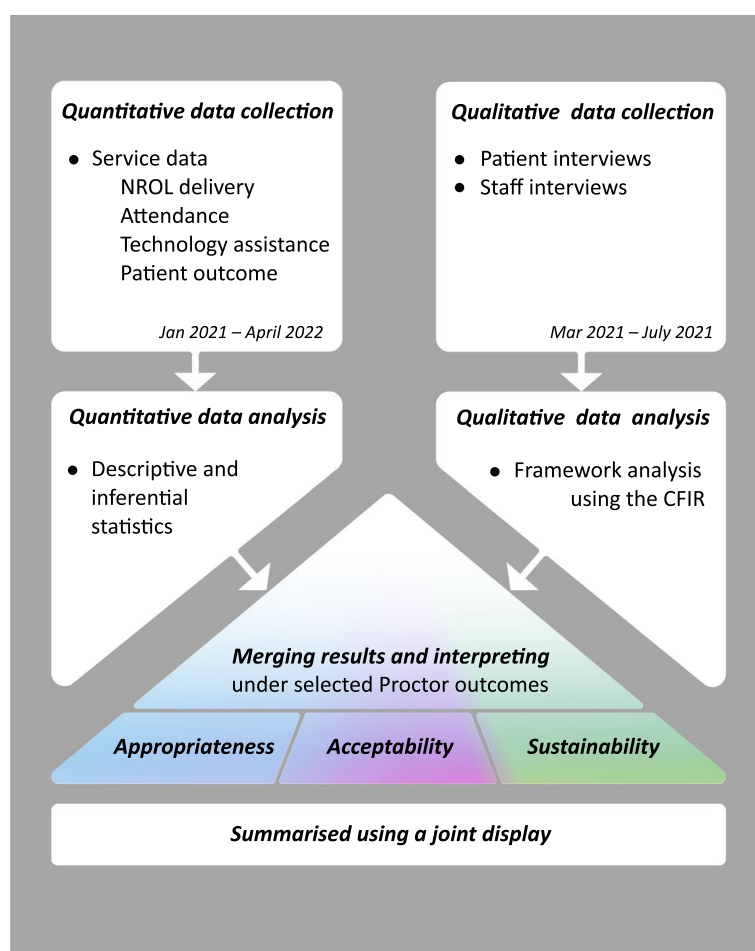 Quantitative data collection
● Service data
NROL delivery
Attendance
Technology assistance
Patient outcome
Jan 2021 – April 2022
Qualitative data collection
● Patient interviews
● Staff interviews
Mar 2021 – July 2021
Quantitative data analysis
● Descriptive and
inferential
statistics
Qualitative data analysis
● Framework analysis
using the CFIR
Merging results and interpreting
under selected Proctor outcomes
Appropriateness
Acceptability
Sustainability
Summarised using a joint display